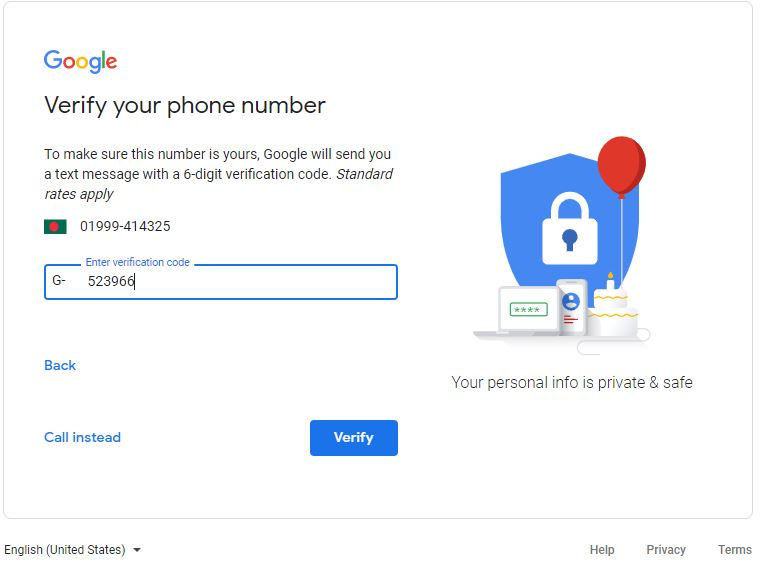 Google
Verify your phone number
To make sure this number is yours, Google will send you
a text message with a 6-digit verification code. Standard
rates apply
01999-414325
Enter verification code
G- 523966
Back
Call instead
Verify
****
Your personal info is private & safe
English (United States)
Help Privacy Terms